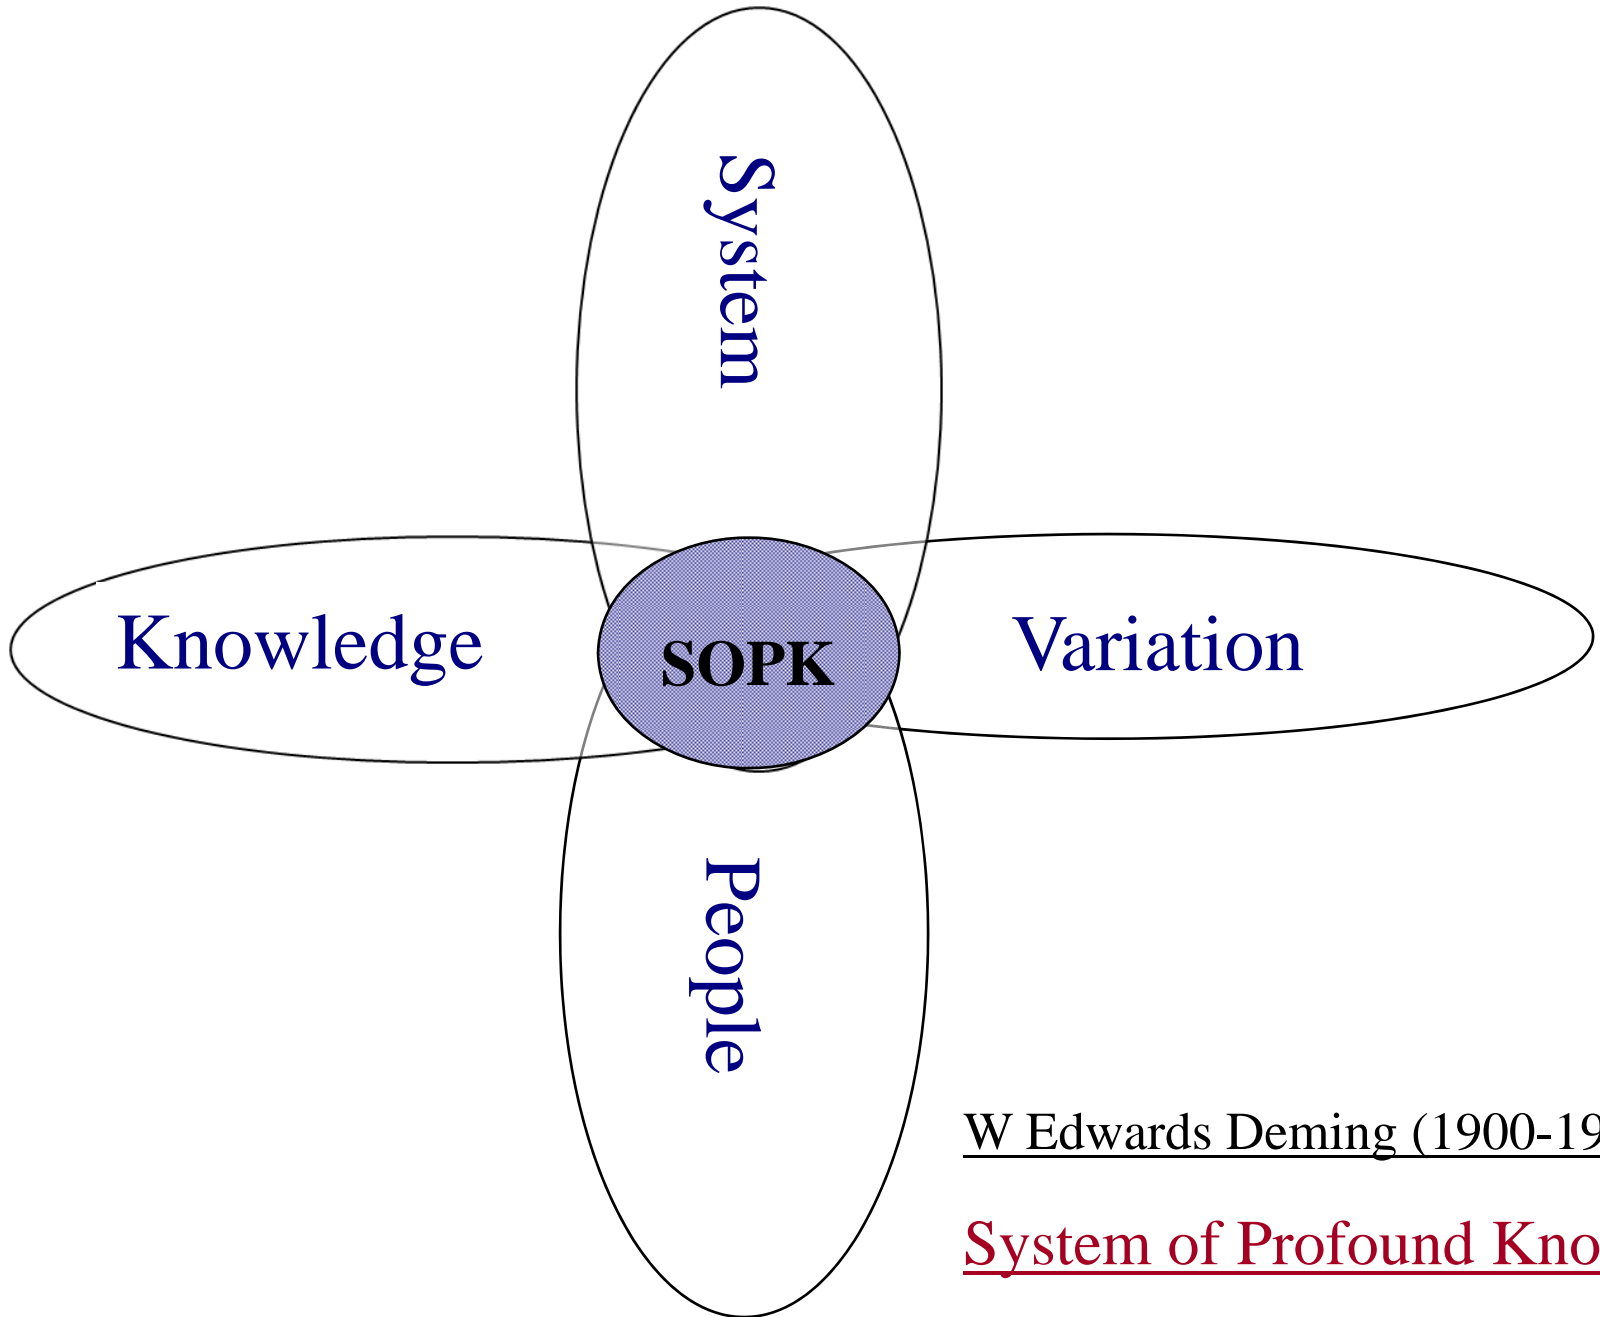 System
Knowledge
SOPK
Variation
People
W Edwards Deming (1900-19
System of Profound Kno